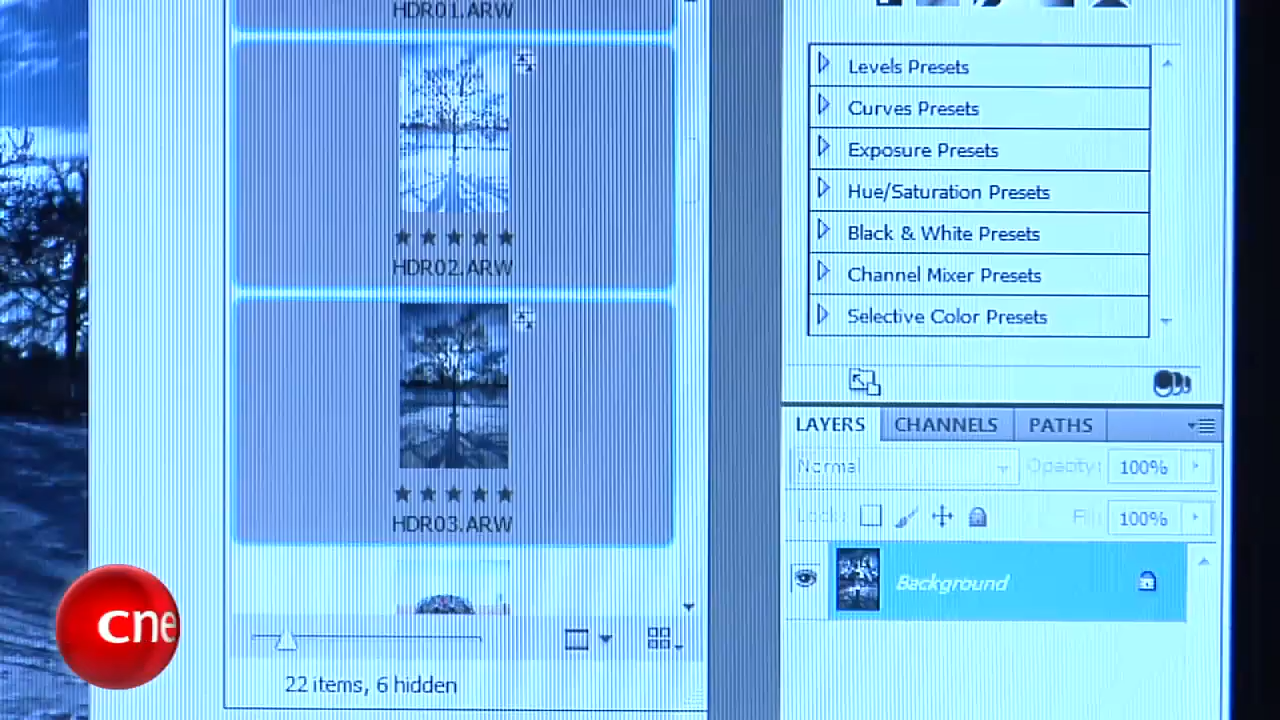 HDR01.ARW
HDR02.ARW
HDR03.ARW
22 items, 6 hidden
Levels Presets
Curves Presets
Exposure Presets
Hue/Saturation Presets
Black & White Presets
Channel Mixer Presets
Selective Color Presets
LAYERS CHANNELS PATHS
Normal Opacity: 100%
Lock: Fill: 100%
Background
cne